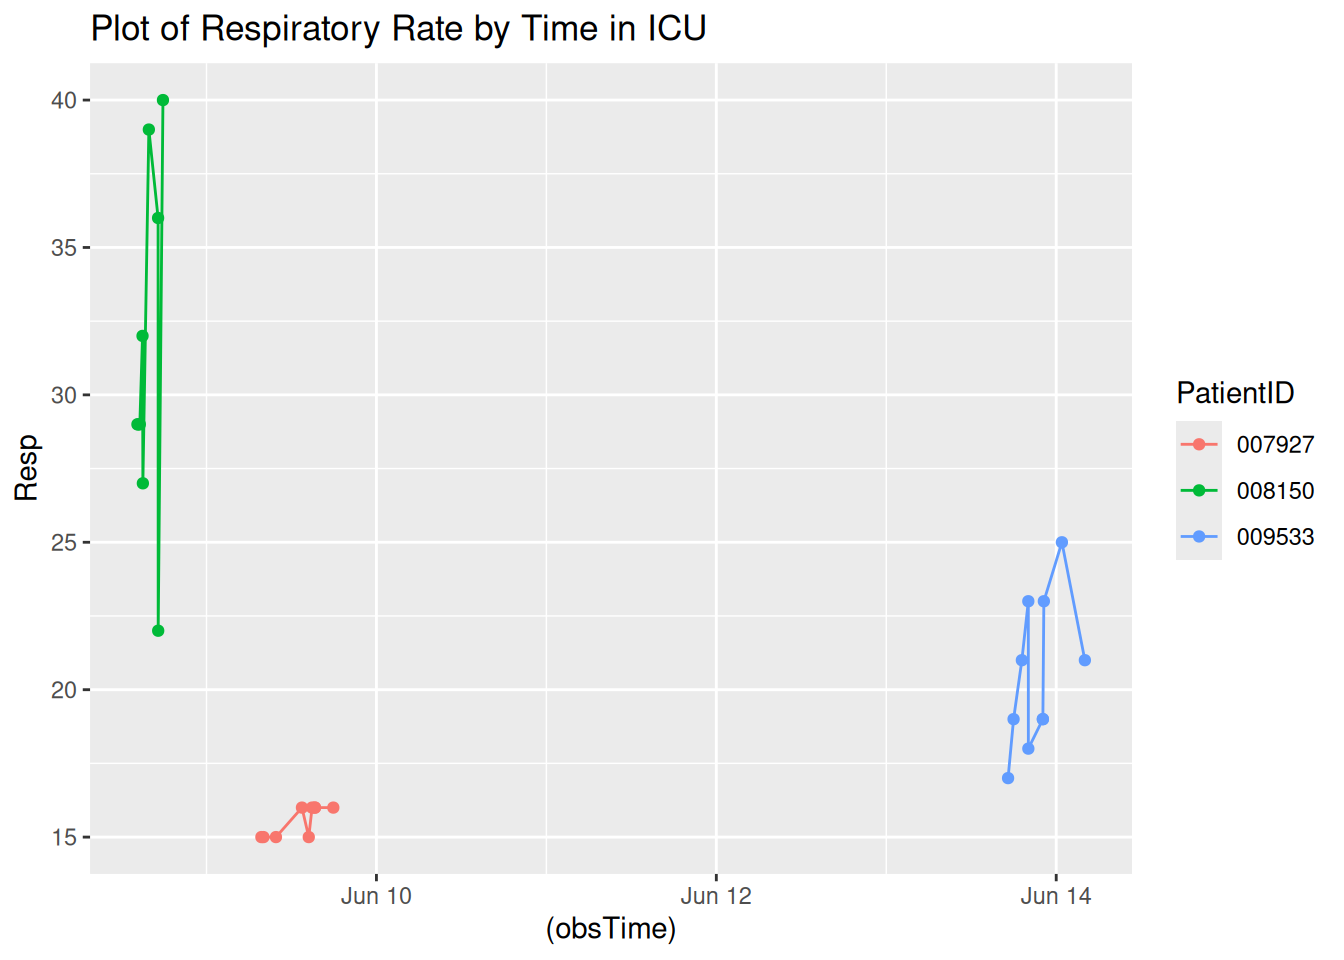 Plot of Respiratory Rate by Time in ICU
40
35
30
25
20
15
Resp
Jun 10
Jun 12
Jun 14
(obsTime)
PatientID
007927
008150
009533